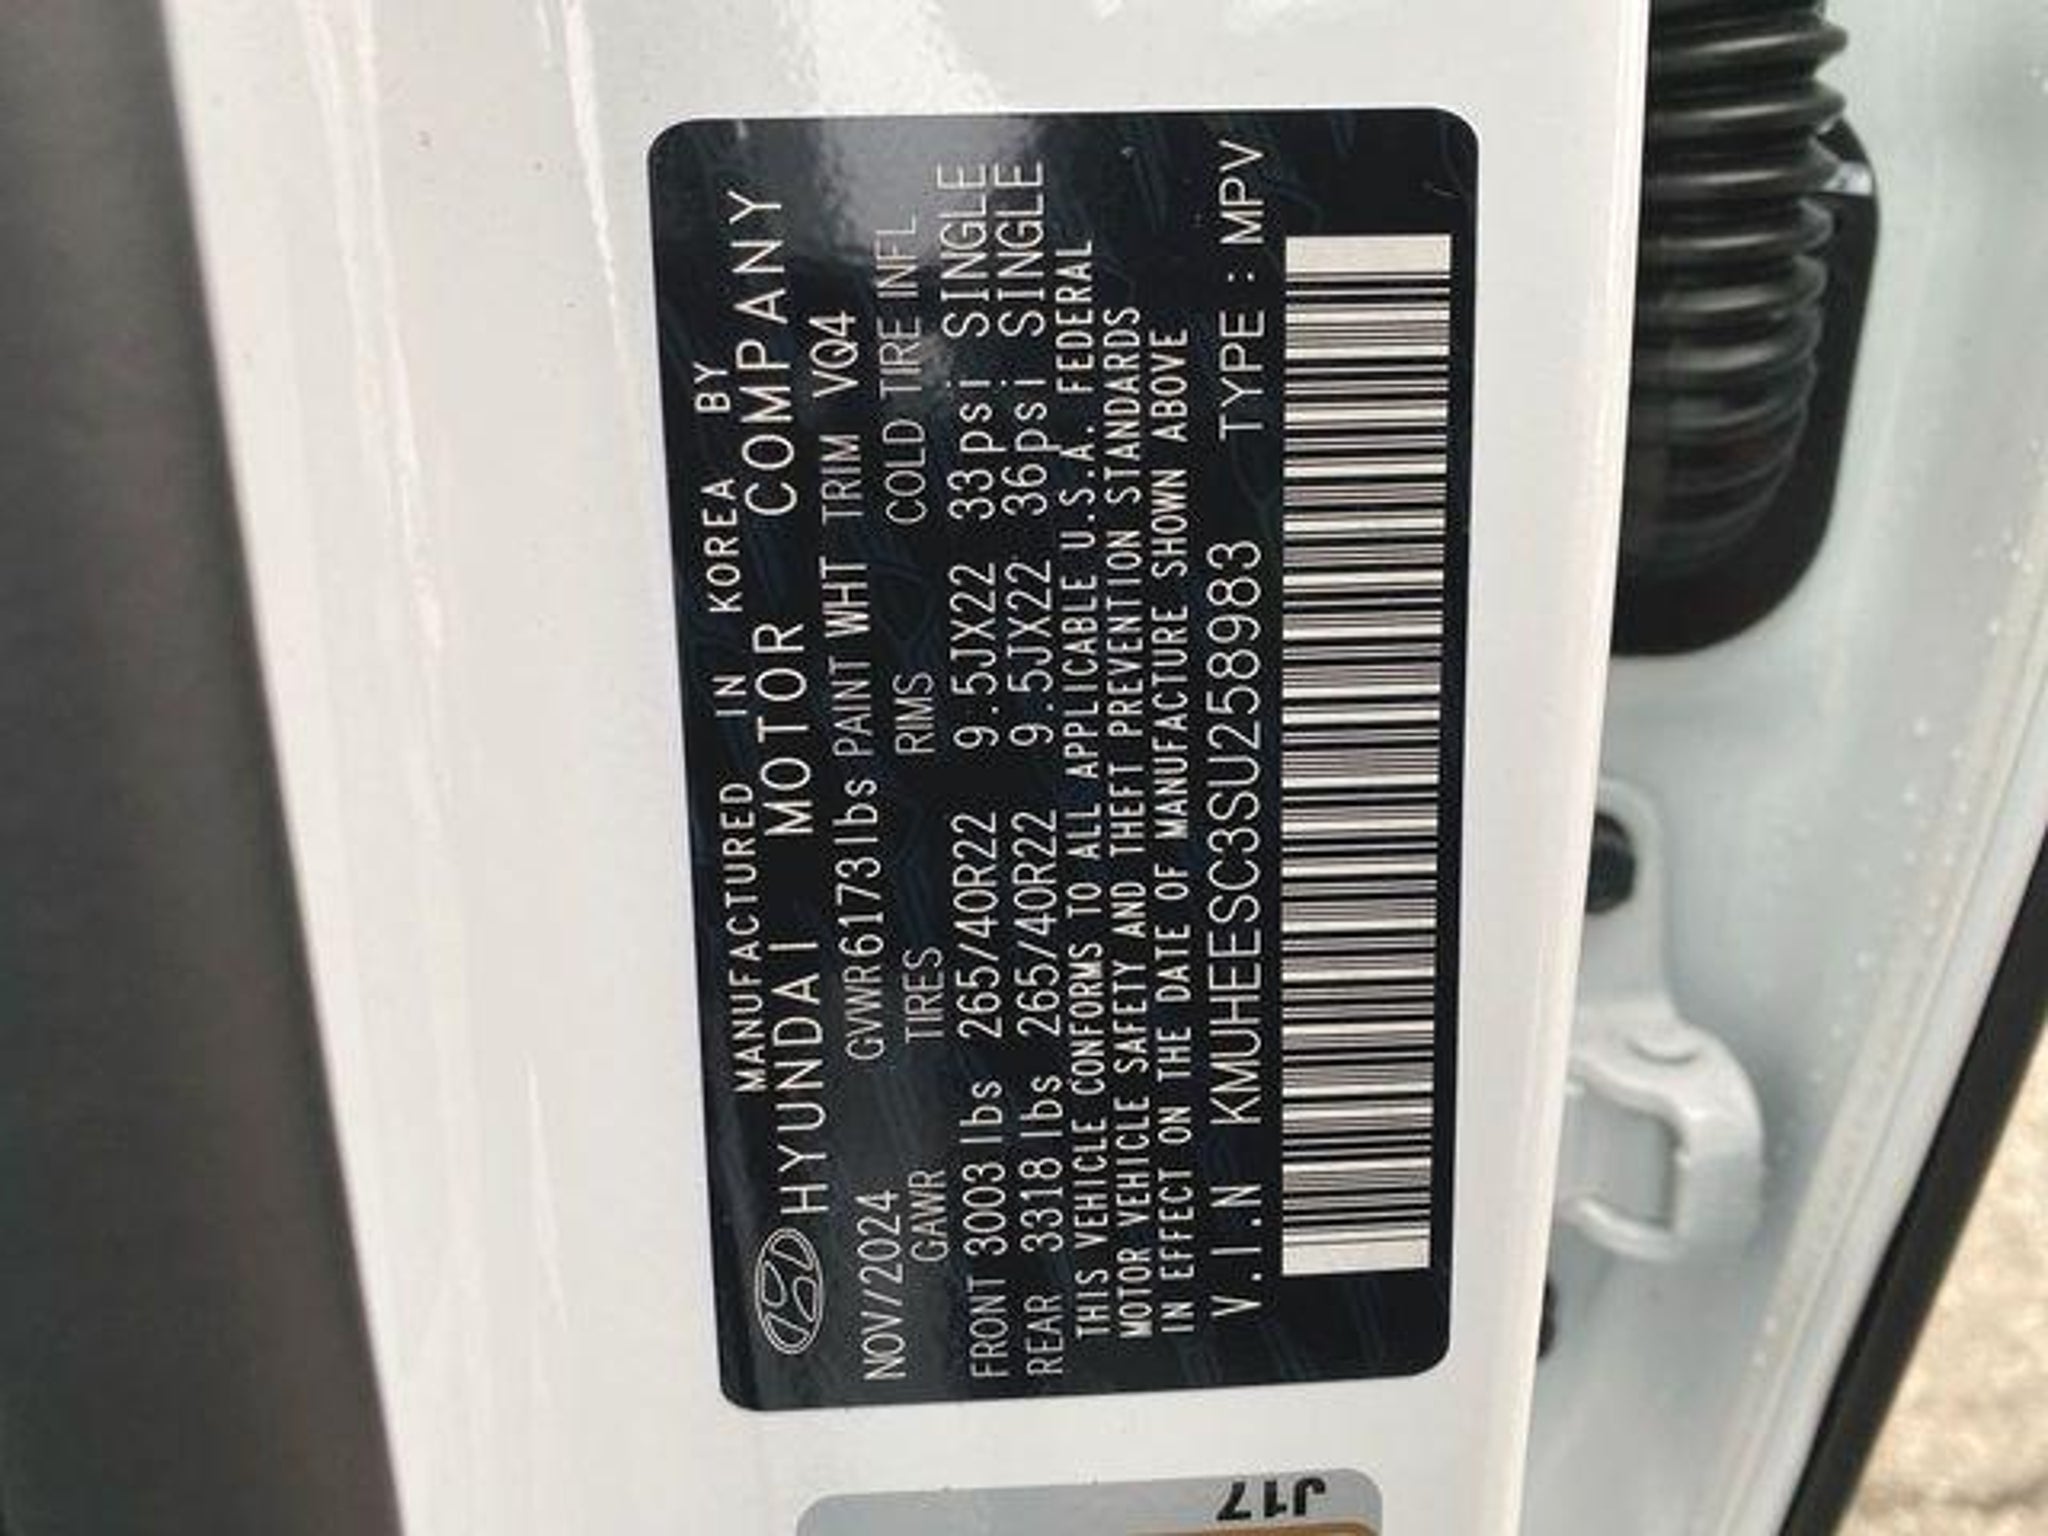 MANUFACTURED IN KOREA BY
HYUNDAI MOTOR COMPANY
NOV/2024 GVWR6173lbs PAINT WHT TRIM VQ4
GAWR TIRES RIMS COLD TIRE INFL
FRONT 3003 lbs 265/40R22 9.5JX22 33psi SINGLE
REAR 3318 lbs 265/40R22 9.5JX22 36psi SINGLE
THIS VEHICLE CONFORMS TO ALL APPLICABLE U.S.A. FEDERAL
MOTOR VEHICLE SAFETY AND THEFT PREVENTION STANDARDS
IN EFFECT ON THE DATE OF MANUFACTURE SHOWN ABOVE
V.I.N KMUHEESC3SU258983 TYPE : MPV
J17